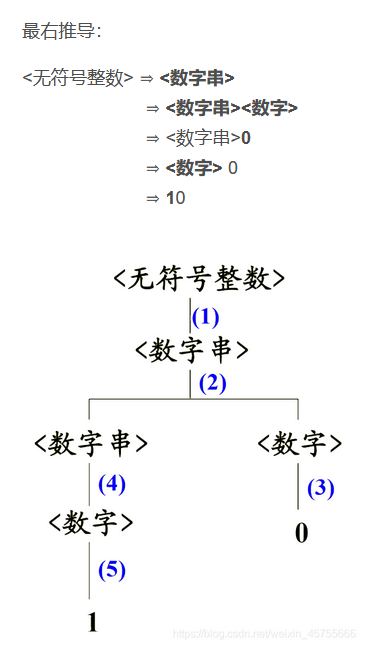 最右推导：
<无符号整数> ⇒ <数字串>
⇒ <数字串><数字>
⇒ <数字串>0
⇒ <数字> 0
⇒ 10
<无符号整数>
(1)
<数字串>
(2)
<数字串> <数字>
(4) (3)
<数字> 0
(5)
1
https://blog.csdn.net/weixin_45755666